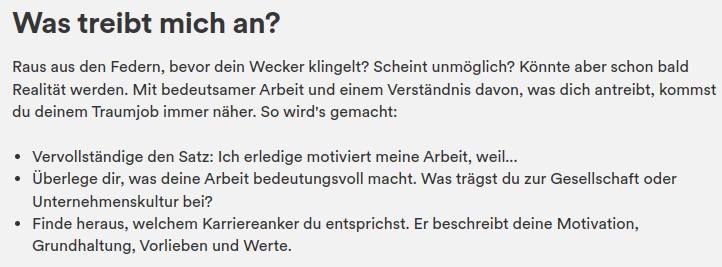 Was treibt mich an?
Raus aus den Federn, bevor dein Wecker klingelt? Scheint unmöglich? Könnte aber schon bald
Realität werden. Mit bedeutsamer Arbeit und einem Verständnis davon, was dich antreibt, kommst
du deinem Traumjob immer näher. So wird's gemacht:
• Vervollständige den Satz: Ich erledige motiviert meine Arbeit, weil...
• Überlege dir, was deine Arbeit bedeutungsvoll macht. Was trägst du zur Gesellschaft oder
Unternehmenskultur bei?
• Finde heraus, welchem Karriereanker du entsprichst. Er beschreibt deine Motivation,
Grundhaltung, Vorlieben und Werte.